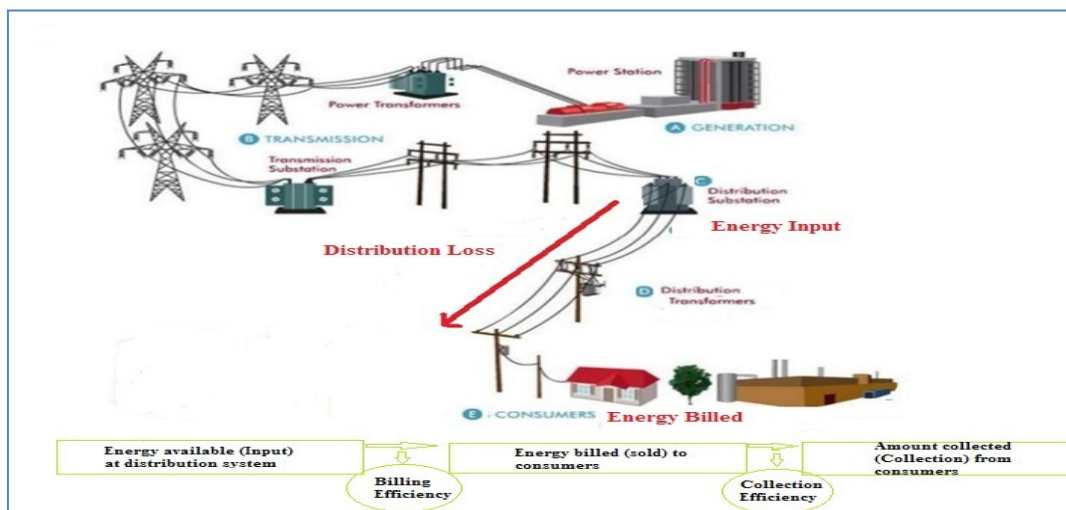 Power Station
Power Transformers
A GENERATION
B TRANSMISSION
Transmission
Substation
C
Distribution
Substation
Energy Input
Distribution Loss
D Distribution
Transformers
E : CONSUMERS
Energy Billed
Energy available (Input)
at distribution system
Billing
Efficiency
Energy billed (sold) to
consumers
Collection
Efficiency
Amount collected
(Collection) from
consumers